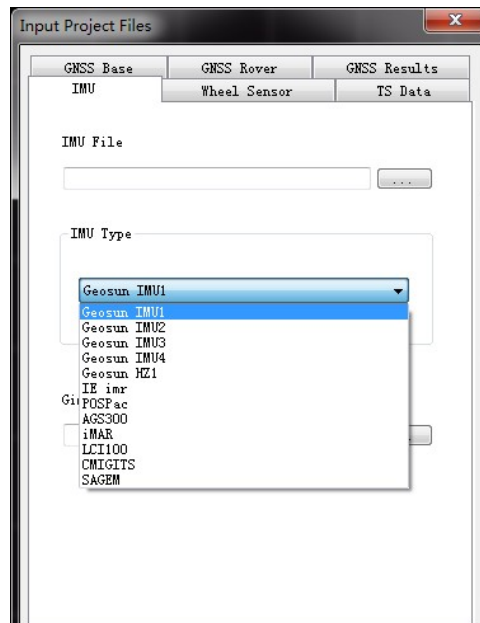 Input Project Files
GNSS Base GNSS Rover GNSS Results
IMU Wheel Sensor TS Data
IMU File
...
IMU Type
Geosun IMU1
Geosun IMU1
Geosun IMU2
Geosun IMU3
Geosun IMU4
Geosun HZ1
IE imr
POSPac
AGS300
iMAR
LCI100
CMIGITS
SAGEM